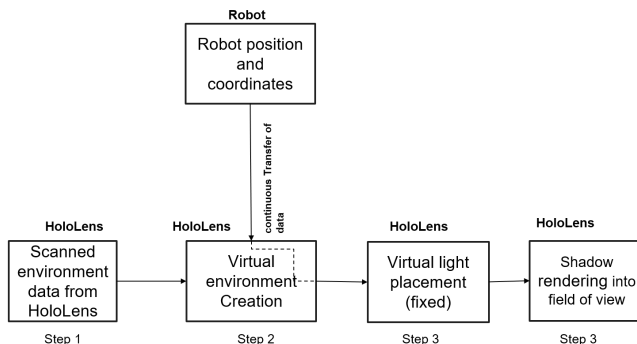 Robot
Robot position
and
coordinates
continuous Transfer of
data
HoloLens
Scanned
environment
data from
HoloLens
Step 1
HoloLens
Virtual
environment
Creation
Step 2
HoloLens
Virtual light
placement
(fixed)
Step 3
HoloLens
Shadow
rendering into
field of view
Step 3